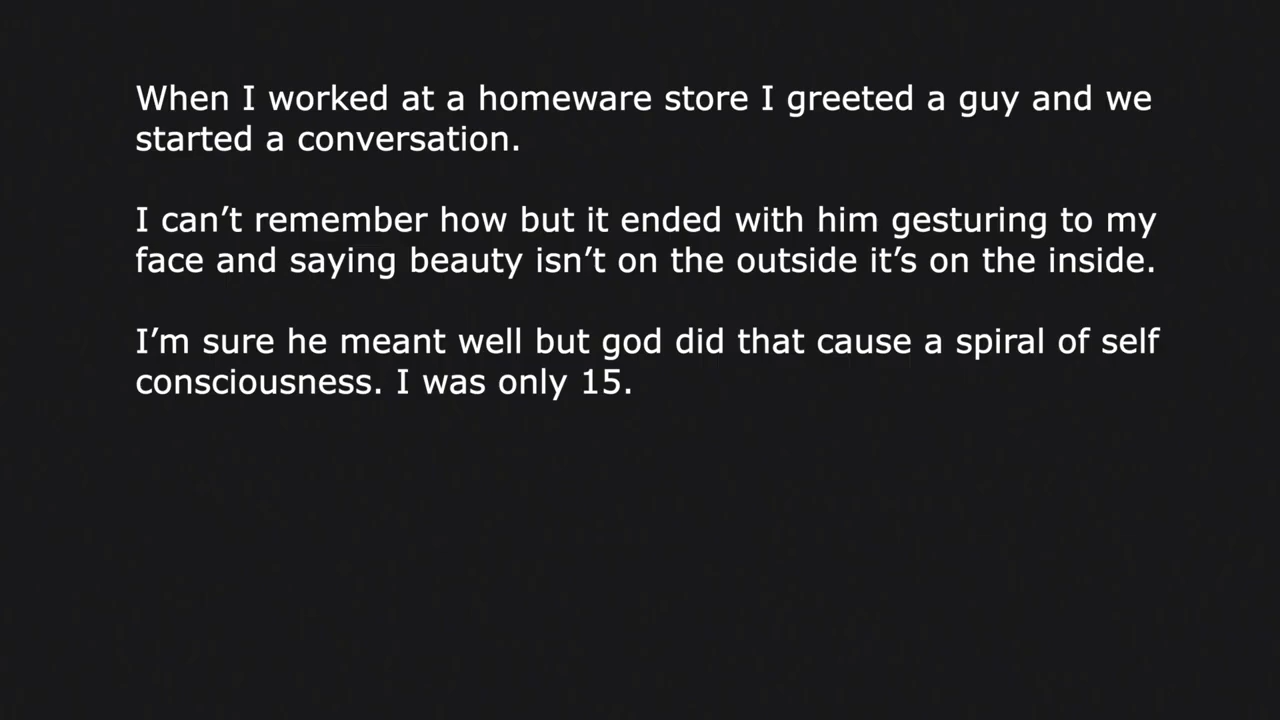 When I worked at a homeware store I greeted a guy and we
started a conversation.
I can’t remember how but it ended with him gesturing to my
face and saying beauty isn’t on the outside it’s on the inside.
I’m sure he meant well but god did that cause a spiral of self
consciousness. I was only 15.